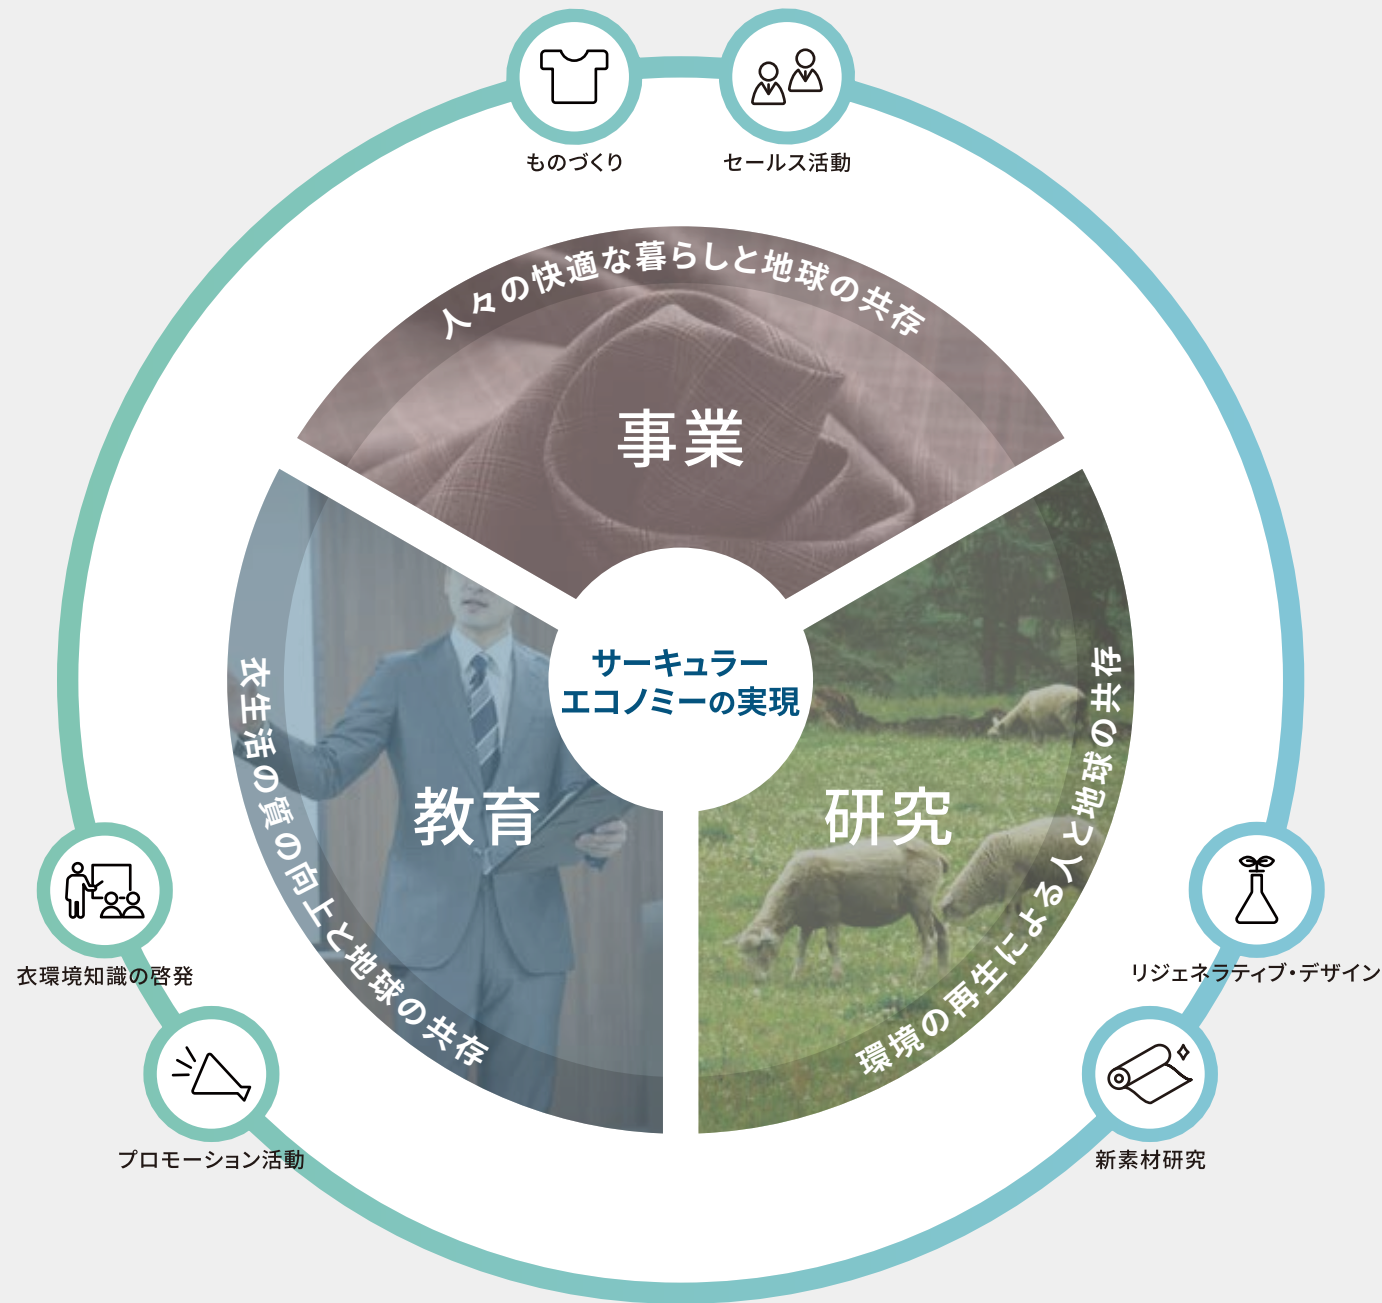 ものづくり
セールス活動
人々の快適な暮らしと地球の共存
事業
サーキュラー
エコノミーの実現
衣生活の質の向上と地球の共存
教育
研究
環境の再生による人と地球の共存
衣環境知識の啓発
リジェネラティブ・デザイン
プロモーション活動
新素材研究